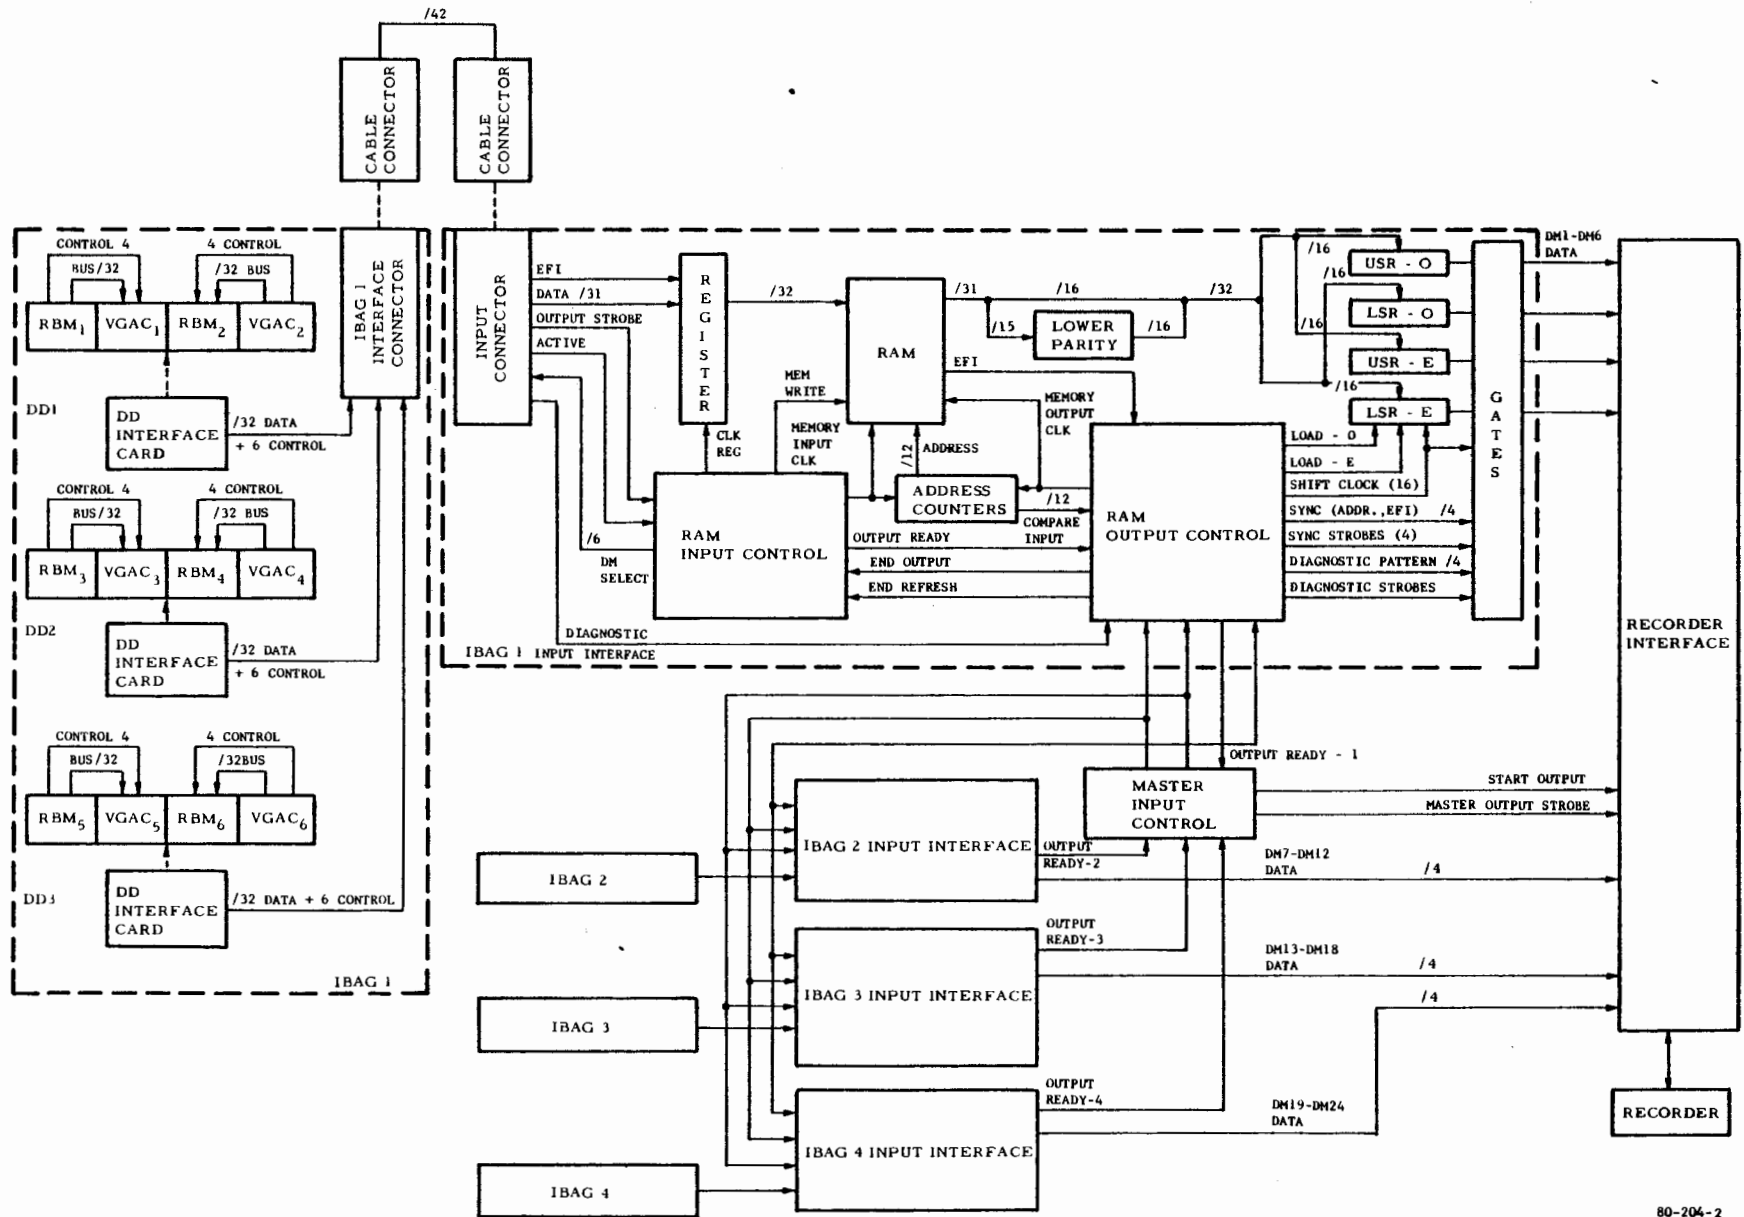 /42
CABLE
CONNECTOR
CABLE
CONNECTOR
CONTROL 4
4 CONTROL
BUS/32
/32 BUS
RBM1
VGAC1
RBM2
VGAC2
DD1
DD
INTERFACE
CARD
/32 DATA
+ 6 CONTROL
IBAG 1
INTERFACE
CONNECTOR
CONTROL 4
4 CONTROL
BUS/32
/32 BUS
RBM3
VGAC3
RBM4
VGAC4
DD2
DD
INTERFACE
CARD
/32 DATA
+ 6 CONTROL
CONTROL 4
4 CONTROL
BUS/32
/32BUS
RBM5
VGAC5
RBM6
VGAC6
DD3
DD
INTERFACE
CARD
/32 DATA + 6 CONTROL
IBAG 1
INPUT
CONNECTOR
EFI
DATA /31
OUTPUT STROBE
ACTIVE
REGISTER
/32
RAM
/31
/16
/32
/15
LOWER
PARITY
/16
EFI
MEM
WRITE
MEMORY
INPUT
CLK
CLK
REG
/12
ADDRESS
MEMORY
OUTPUT
CLK
ADDRESS
COUNTERS
/12
COMPARE
INPUT
/6
DM
SELECT
RAM
INPUT CONTROL
OUTPUT READY
END OUTPUT
END REFRESH
RAM
OUTPUT CONTROL
DIAGNOSTIC
IBAG 1 INPUT INTERFACE
/16
USR - O
/16
LSR - O
/16
USR - E
/16
LSR - E
LOAD - O
LOAD - E
SHIFT CLOCK (16)
SYNC (ADDR.,EFI) /4
SYNC STROBES (4)
DIAGNOSTIC PATTERN /4
DIAGNOSTIC STROBES
GATES
DM1-DM6
DATA
RECORDER
INTERFACE
OUTPUT READY - 1
MASTER
INPUT
CONTROL
START OUTPUT
MASTER OUTPUT STROBE
IBAG 2
IBAG 2 INPUT INTERFACE
OUTPUT
READY-2
DM7-DM12
DATA
/4
IBAG 3
IBAG 3 INPUT INTERFACE
OUTPUT
READY-3
DM13-DM18
DATA
/4
/4
IBAG 4
IBAG 4 INPUT INTERFACE
OUTPUT
READY-4
DM19-DM24
DATA
RECORDER
80-204-2